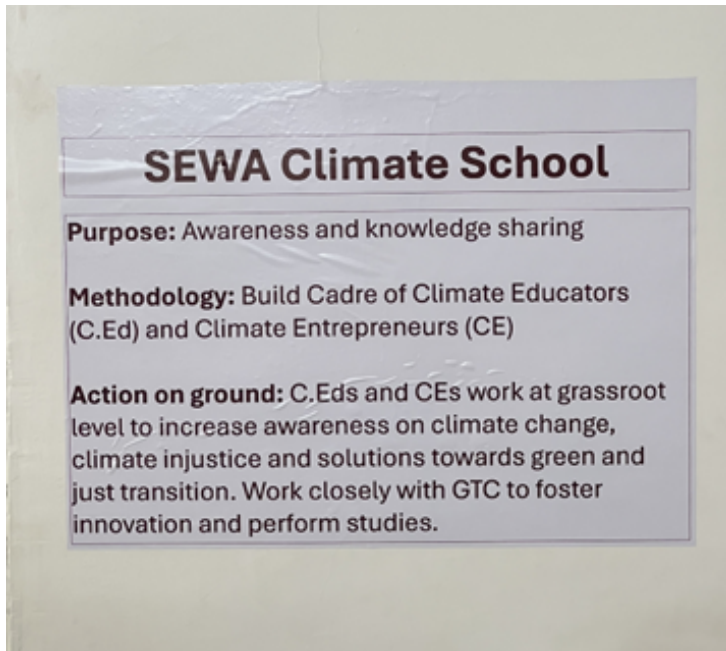 SEWA Climate School
Purpose: Awareness and knowledge sharing
Methodology: Build Cadre of Climate Educators
(C.Ed) and Climate Entrepreneurs (CE)
Action on ground: C.Eds and CEs work at grassroot
level to increase awareness on climate change,
climate injustice and solutions towards green and
just transition. Work closely with GTC to foster
innovation and perform studies.